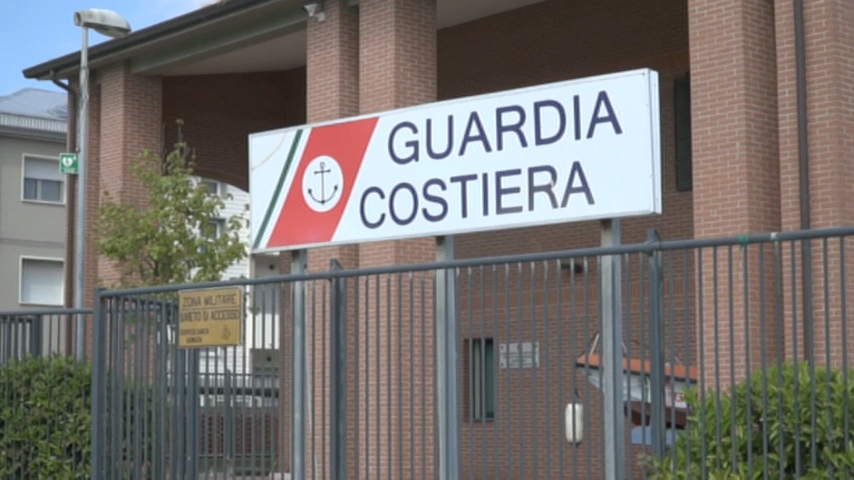 GUARDIA
COSTIERA
ZONA MILITARE
DIVIETO DI ACCESSO